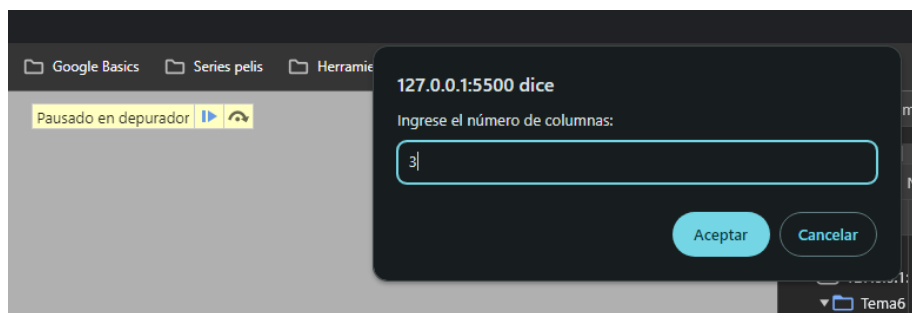 Google Basics Series pelis Herramie
127.0.0.1:5500 dice
Pausado en depurador
Ingrese el número de columnas:
3
Aceptar Cancelar
Tema6